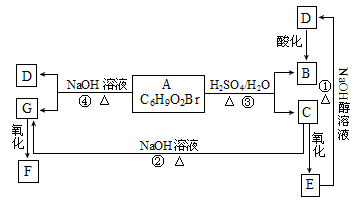 D
酸化
D
NaOH 溶液
④ △
A
C₆H₉O₂Br
H₂SO₄/H₂O
△ ③
B
① △
NaOH醇溶液
G
C
氧化
NaOH 溶液
② △
氧化
F
E